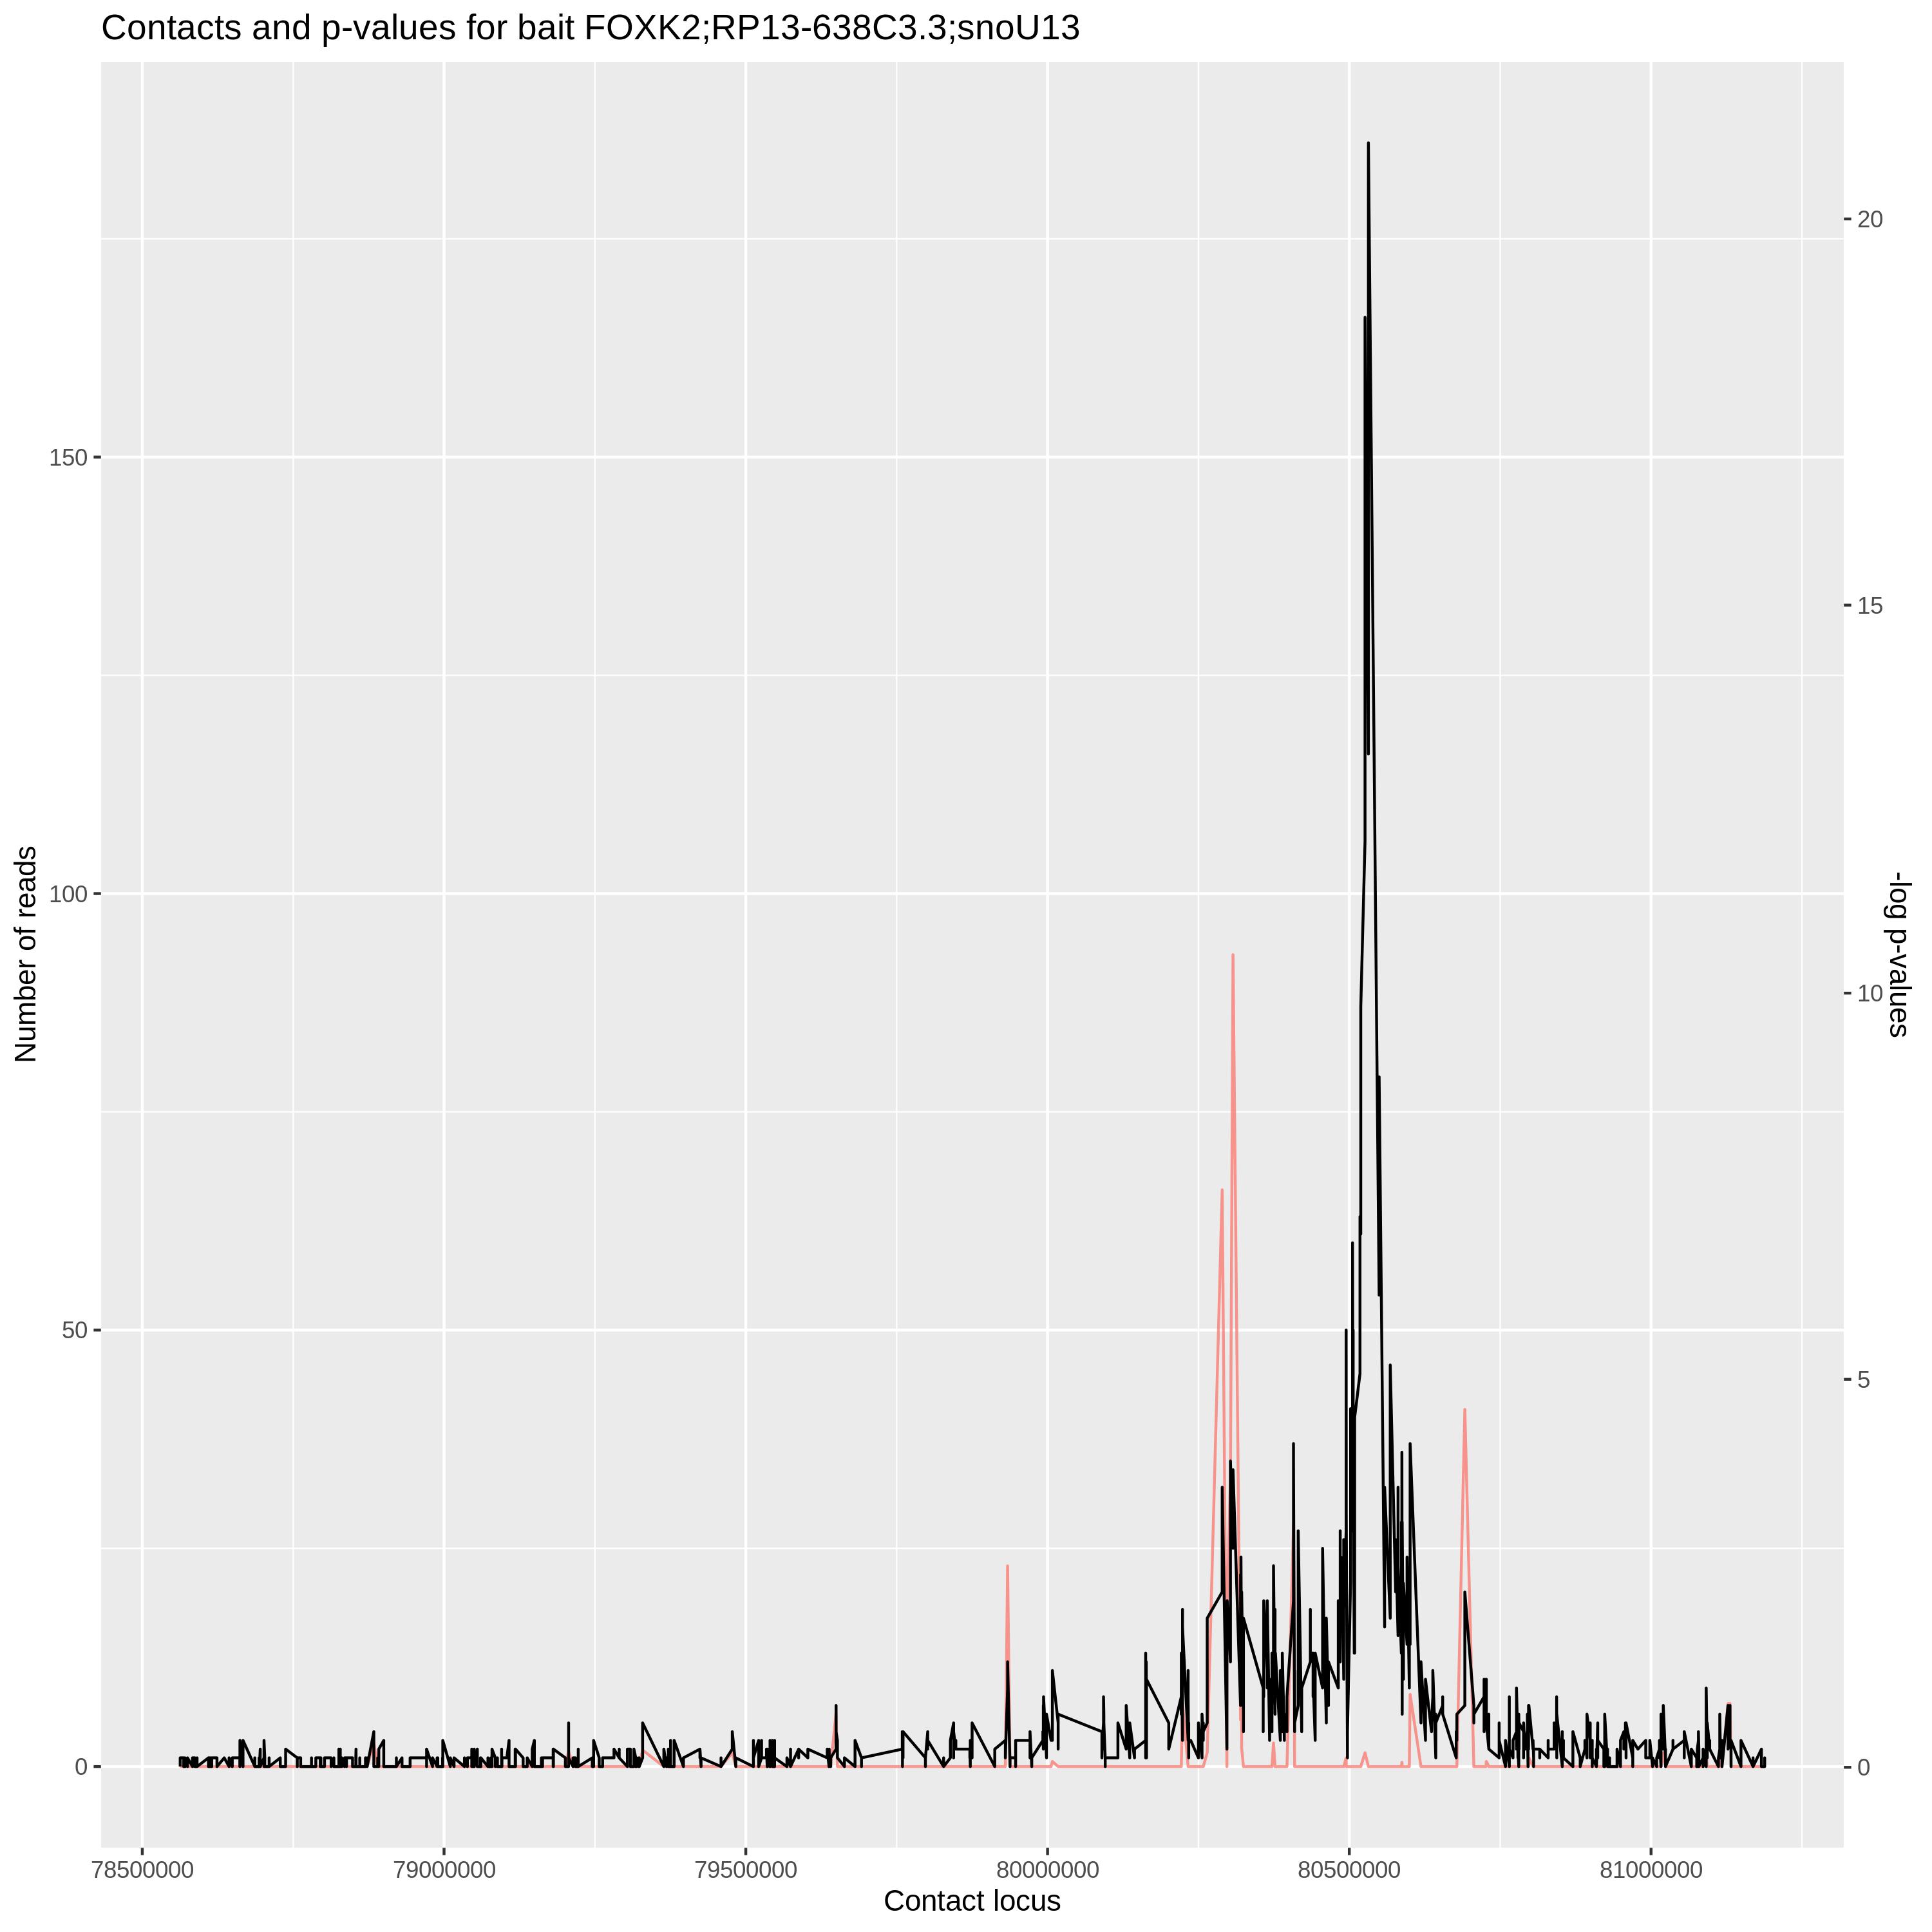 Contacts and p-values for bait FOXK2;RP13-638C3.3;snoU13
Number of reads
150
100
50
0
20
15
10
5
0
-log p-values
78500000 79000000 79500000 80000000 80500000 81000000
Contact locus